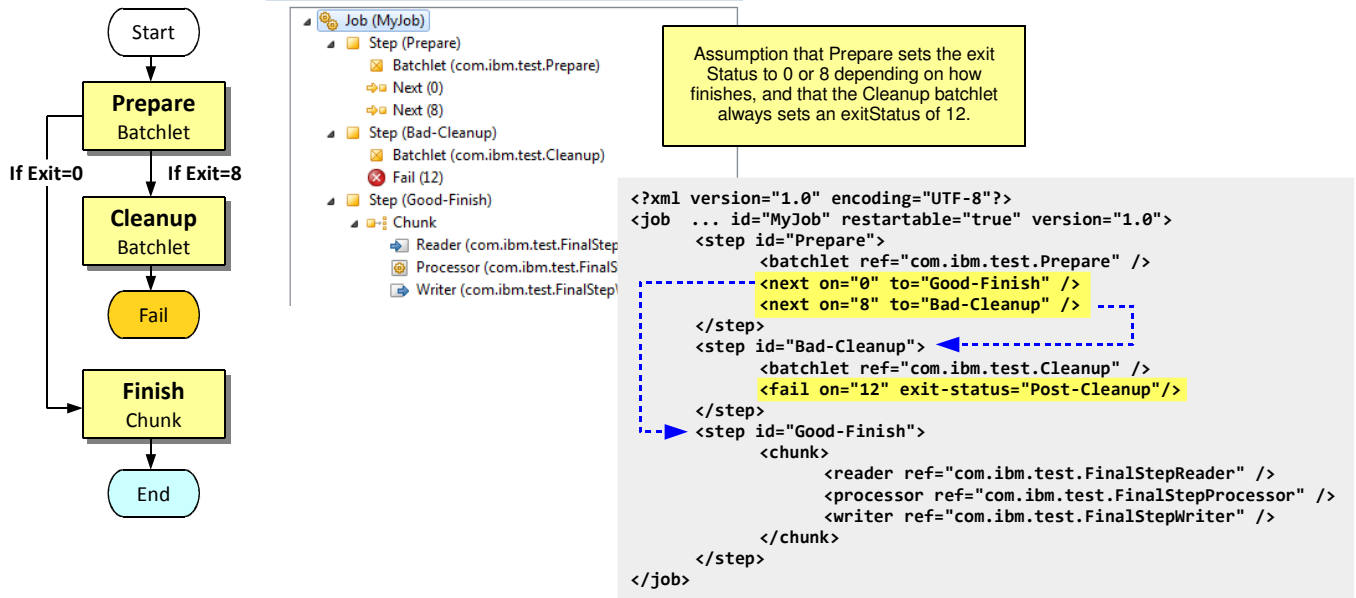 Start
Prepare
Batchlet
If Exit=0
If Exit=8
Cleanup
Batchlet
Fail
Finish
Chunk
End
Job (MyJob)
Step (Prepare)
Batchlet (com.ibm.test.Prepare)
Next (0)
Next (8)
Step (Bad-Cleanup)
Batchlet (com.ibm.test.Cleanup)
Fail (12)
Step (Good-Finish)
Chunk
Reader (com.ibm.test.FinalStep
Processor (com.ibm.test.FinalS
Writer (com.ibm.test.FinalStep
Assumption that Prepare sets the exit
Status to 0 or 8 depending on how
finishes, and that the Cleanup batchlet
always sets an exitStatus of 12.
<?xml version="1.0" encoding="UTF-8"?>
<job  ... id="MyJob" restartable="true" version="1.0">
<step id="Prepare">
<batchlet ref="com.ibm.test.Prepare" />
<next on="0" to="Good-Finish" />
<next on="8" to="Bad-Cleanup" />
</step>
<step id="Bad-Cleanup">
<batchlet ref="com.ibm.test.Cleanup" />
<fail on="12" exit-status="Post-Cleanup"/>
</step>
<step id="Good-Finish">
<chunk>
<reader ref="com.ibm.test.FinalStepReader" />
<processor ref="com.ibm.test.FinalStepProcessor" />
<writer ref="com.ibm.test.FinalStepWriter" />
</chunk>
</step>
</job>